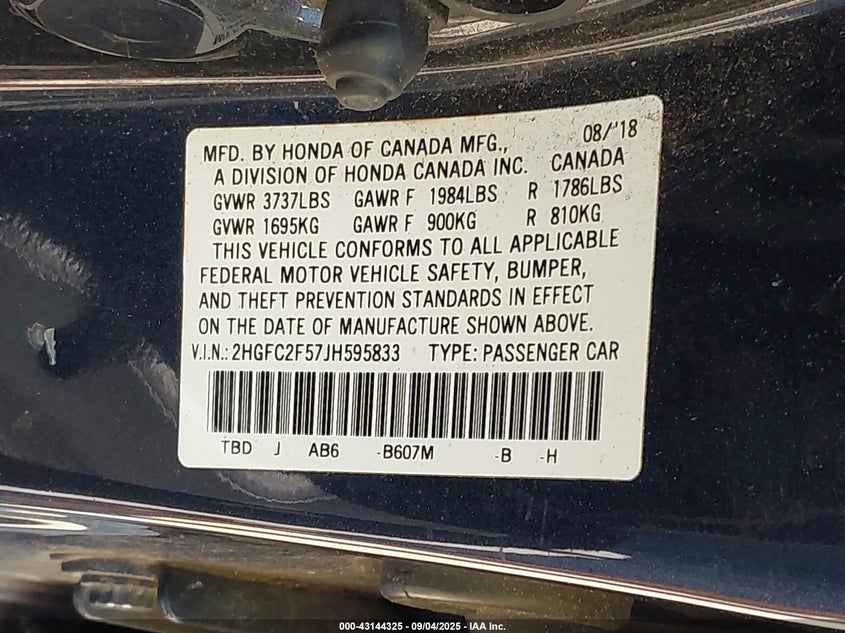 08/'18
MFD. BY HONDA OF CANADA MFG.,
A DIVISION OF HONDA CANADA INC. CANADA
GVWR 3737LBS GAWR F 1984LBS R 1786LBS
GVWR 1695KG GAWR F 900KG R 810KG
THIS VEHICLE CONFORMS TO ALL APPLICABLE
FEDERAL MOTOR VEHICLE SAFETY, BUMPER,
AND THEFT PREVENTION STANDARDS IN EFFECT
ON THE DATE OF MANUFACTURE SHOWN ABOVE.
V.I.N.: 2HGFC2F57JH595833 TYPE: PASSENGER CAR
TBD J AB6 -B607M -B -H
000-43144325 - 09/04/2025 - IAA Inc.